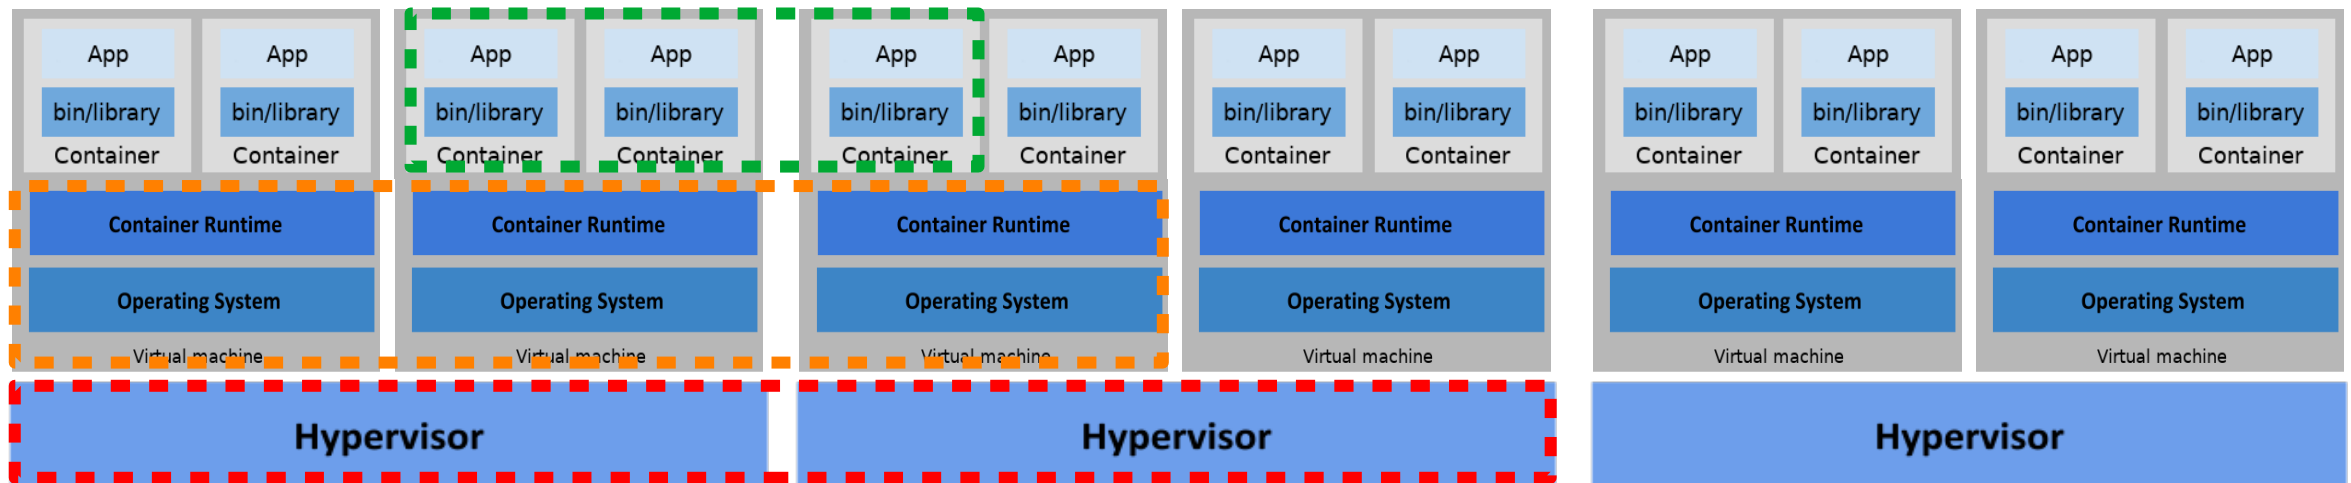 App App App App App App App App App App App App
bin/library bin/library bin/library bin/library bin/library bin/library bin/library bin/library bin/library bin/library bin/library bin/library
Container Container Container Container Container Container Container Container Container Container Container Container
Container Runtime Container Runtime Container Runtime Container Runtime Container Runtime Container Runtime
Operating System Operating System Operating System Operating System Operating System Operating System
Virtual machine Virtual machine Virtual machine Virtual machine Virtual machine Virtual machine
Hypervisor Hypervisor Hypervisor